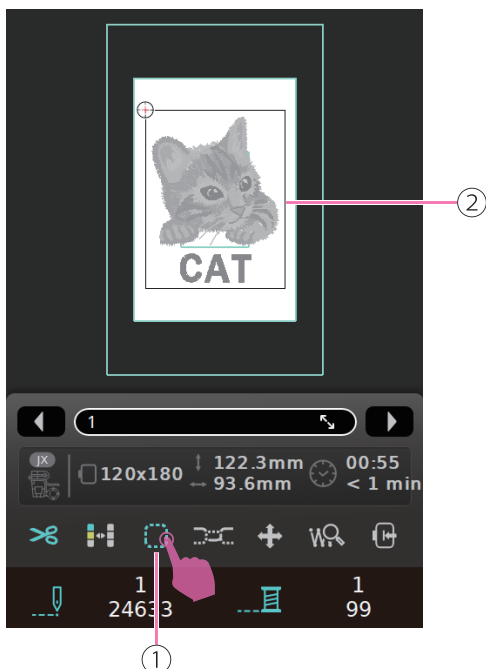 CAT
②
1
JX
120x180
122.3mm
93.6mm
00:55
< 1 min
1
24633
1
99
①